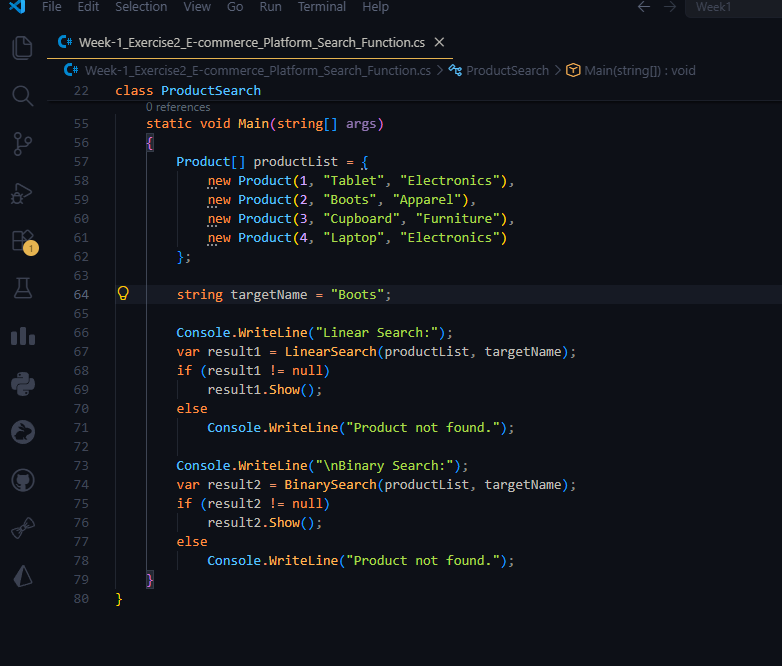 File Edit Selection View Go Run Terminal Help ← → Week1
Week-1_Exercise2_E-commerce_Platform_Search_Function.cs ×
Week-1_Exercise2_E-commerce_Platform_Search_Function.cs > ProductSearch > Main(string[]) : void
22 class ProductSearch
0 references
55 static void Main(string[] args)
56 {
57 Product[] productList = {
58 new Product(1, "Tablet", "Electronics"),
59 new Product(2, "Boots", "Apparel"),
60 new Product(3, "Cupboard", "Furniture"),
61 new Product(4, "Laptop", "Electronics")
62 };
63
64 string targetName = "Boots";
65
66 Console.WriteLine("Linear Search:");
67 var result1 = LinearSearch(productList, targetName);
68 if (result1 != null)
69 result1.Show();
70 else
71 Console.WriteLine("Product not found.");
72
73 Console.WriteLine("\nBinary Search:");
74 var result2 = BinarySearch(productList, targetName);
75 if (result2 != null)
76 result2.Show();
77 else
78 Console.WriteLine("Product not found.");
79 }
80 }
1